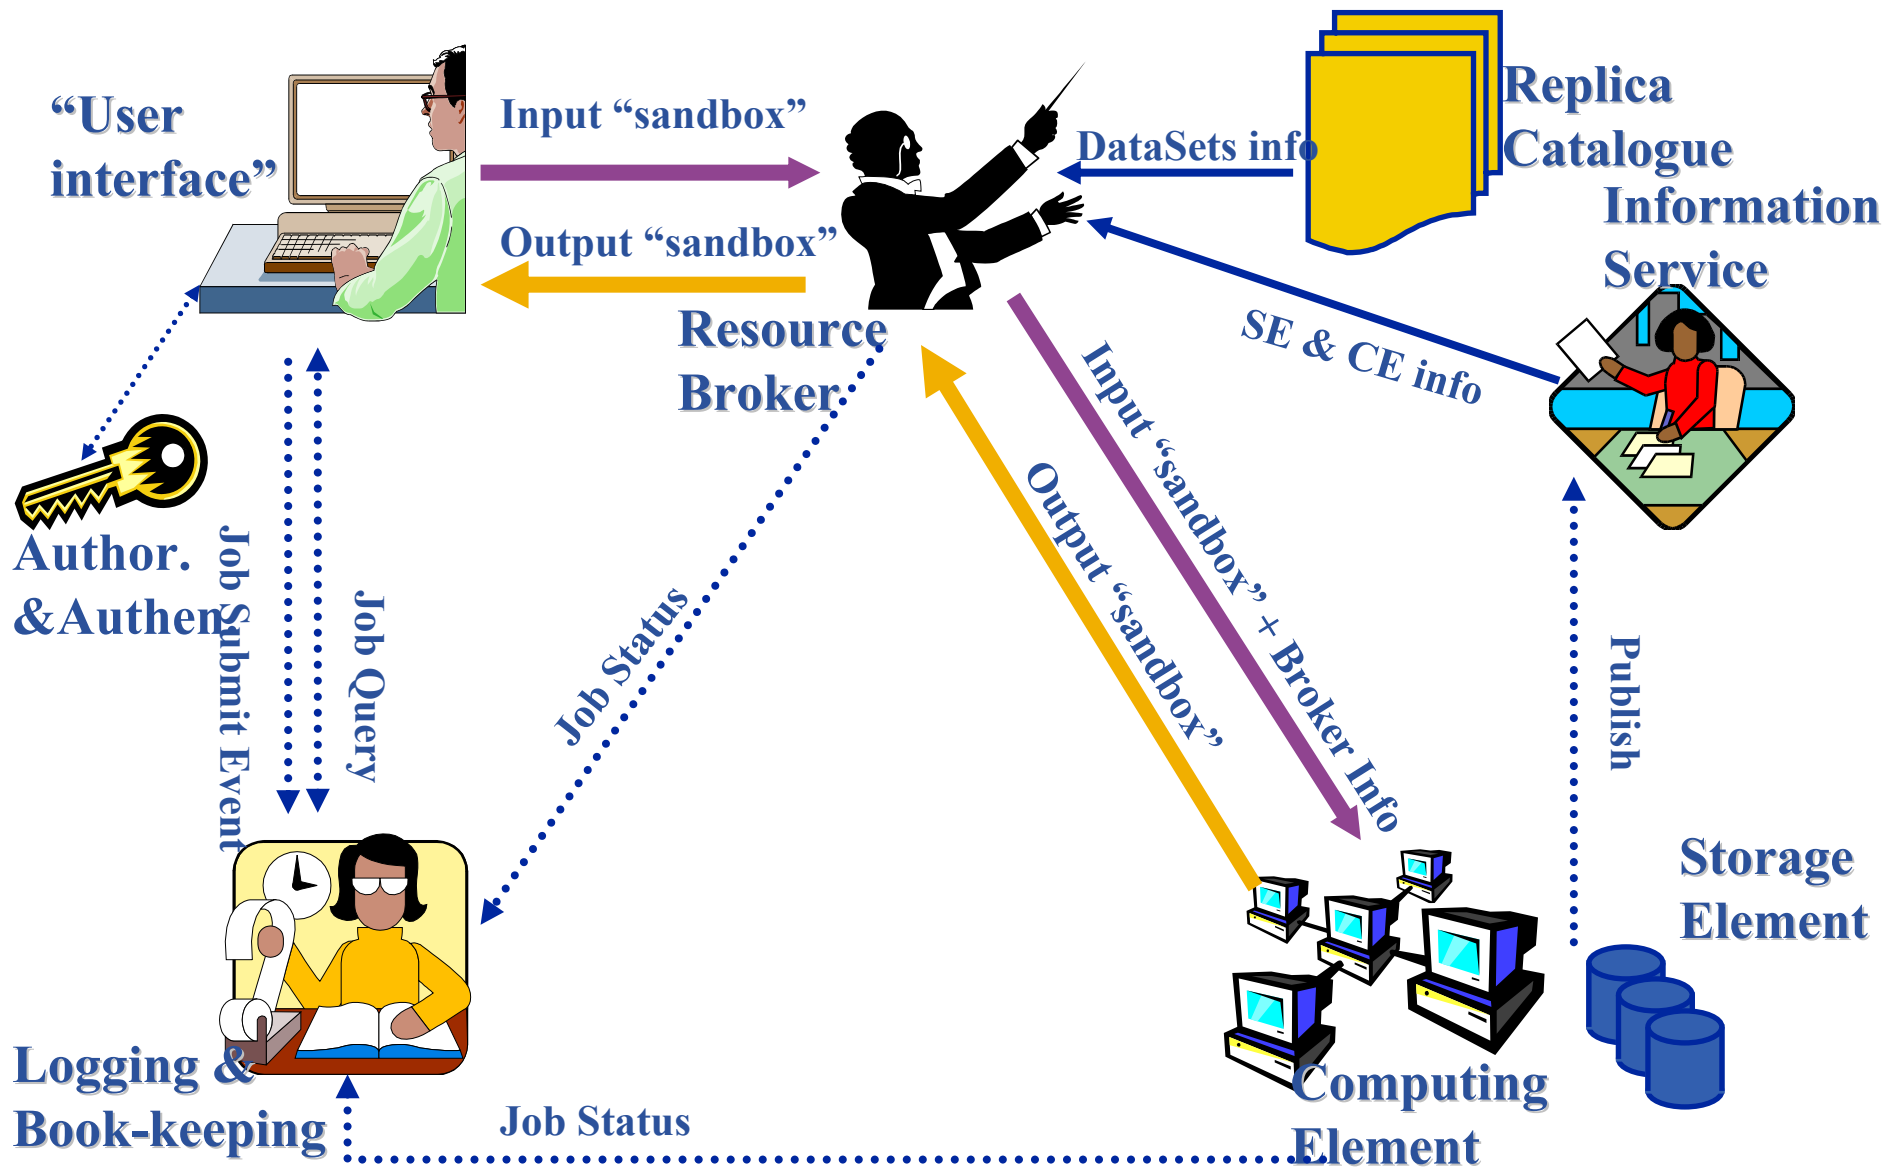 “User
interface”
Input “sandbox”
Output “sandbox”
DataSets info
Replica
Catalogue
Information
Service
SE & CE info
Resource
Broker
Author.
&Authen.
Job Submit Event
Job Query
Job Status
Input “sandbox” + Broker Info
Output “sandbox”
Publish
Storage
Element
Computing
Element
Logging &
Book-keeping
Job Status